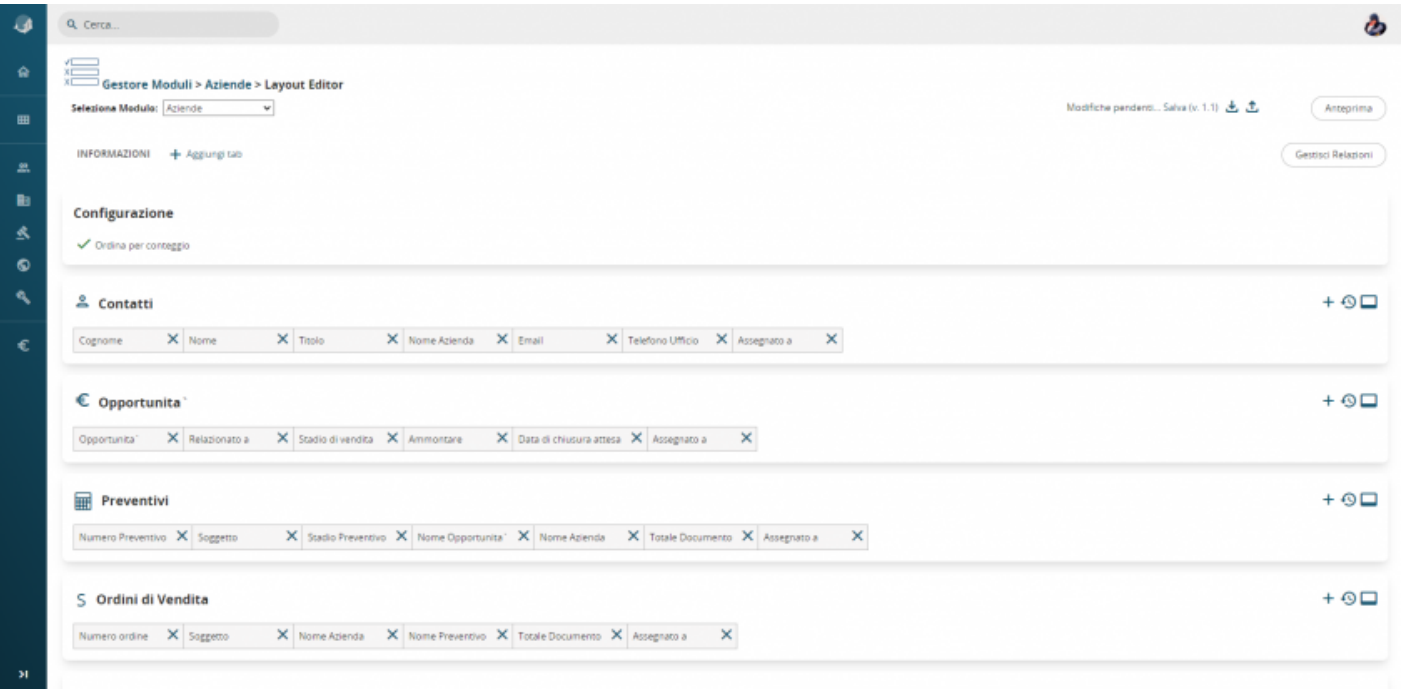 Cerca...
Gestore Moduli > Aziende > Layout Editor
Seleziona Modulo: Aziende
Modifiche pendenti... Salva (v. 1.1)
Anteprima
INFORMAZIONI + Aggiungi tab
Gestisci Relazioni
Configurazione
Ordina per conteggio
Contatti
Cognome Nome Titolo Nome Azienda Email Telefono Ufficio Assegnato a
€ Opportunita`
Opportunita` Relazionato a Stadio di vendita Ammontare Data di chiusura attesa Assegnato a
Preventivi
Numero Preventivo Soggetto Stadio Preventivo Nome Opportunita` Nome Azienda Totale Documento Assegnato a
Ordini di Vendita
Numero ordine Soggetto Nome Azienda Nome Preventivo Totale Documento Assegnato a